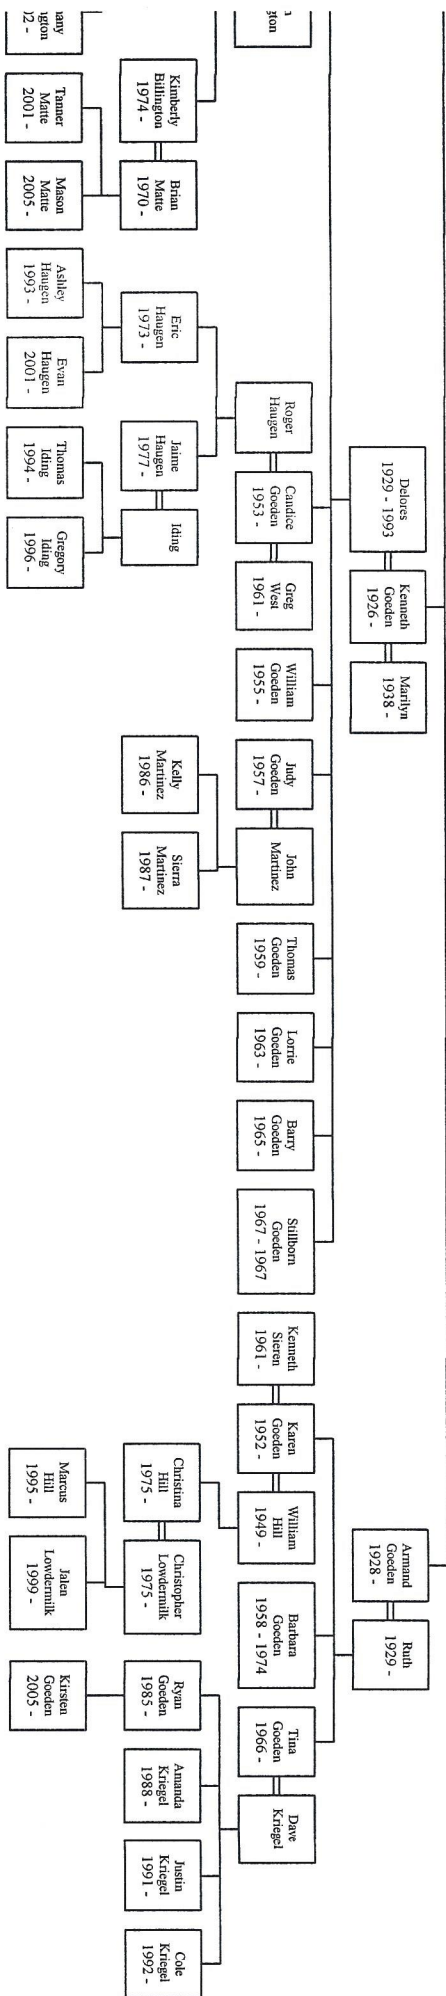 Delores
1929 - 1993
Kenneth
Goeden
1926 -
Marilyn
1938 -
Armand
Goeden
1928 -
Ruth
1929 -
gton
Roger
Haugen
Candice
Goeden
1953 -
Greg
West
1961 -
William
Goeden
1955 -
Judy
Goeden
1957 -
John
Martinez
Thomas
Goeden
1959 -
Lorrie
Goeden
1963 -
Barry
Goeden
1965 -
Stillborn
Goeden
1967 - 1967
Kenneth
Sieren
1961 -
Karen
Goeden
1952 -
William
Hill
1949 -
Barbara
Goeden
1958 - 1974
Tina
Goeden
1966 -
Dave
Kriegel
Kimberly
Billington
1974 -
Brian
Matte
1970 -
Eric
Haugen
1973 -
Jaime
Haugen
1977 -
Iding
Kelly
Martinez
1986 -
Sierra
Martinez
1987 -
Christina
Hill
1975 -
Christopher
Lowdermilk
1975 -
Ryan
Goeden
1985 -
Amanda
Kriegel
1988 -
Justin
Kriegel
1991 -
Cole
Kriegel
1992 -
any
gton
02 -
Tanner
Matte
2001 -
Mason
Matte
2005 -
Ashley
Haugen
1993 -
Evan
Haugen
2001 -
Thomas
Iding
1994 -
Gregory
Iding
1996 -
Marcus
Hill
1995 -
Jalen
Lowdermilk
1999 -
Kirsten
Goeden
2005 -